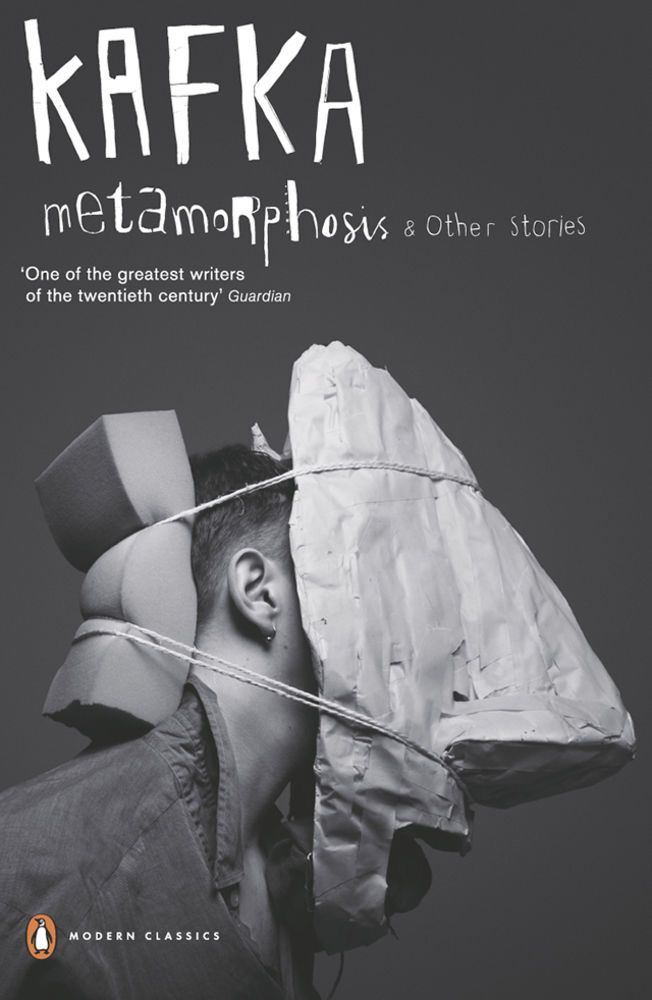 KAFKA
metamorphosis & Other Stories
‘One of the greatest writers
of the twentieth century’ Guardian
MODERN CLASSICS